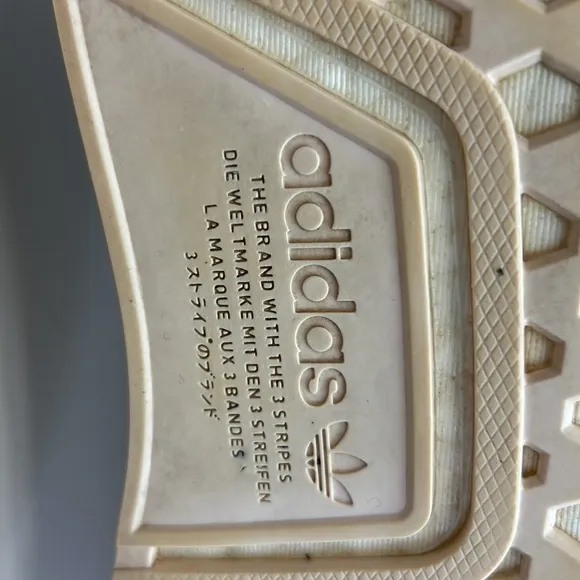 adidas
THE BRAND WITH THE 3 STRIPES
DIE WELTMARKE MIT DEN 3 STREIFEN
LA MARQUE AUX 3 BANDES
3ストライプのブランド